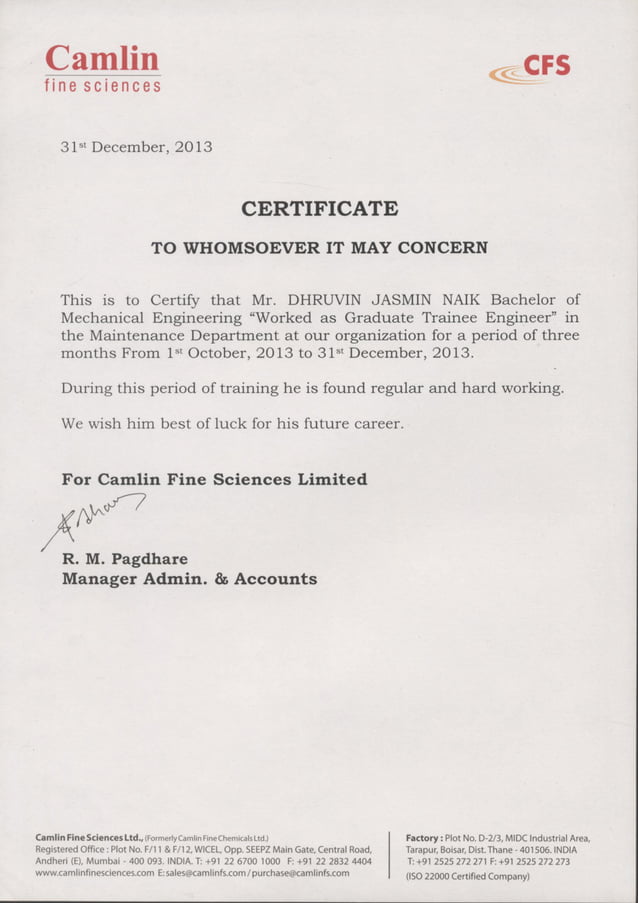 Camlin
fine sciences
CFS
31st December, 2013
CERTIFICATE
TO WHOMSOEVER IT MAY CONCERN
This is to Certify that Mr. DHRUVIN JASMIN NAIK Bachelor of
Mechanical Engineering “Worked as Graduate Trainee Engineer” in
the Maintenance Department at our organization for a period of three
months From 1st October, 2013 to 31st December, 2013.
During this period of training he is found regular and hard working.
We wish him best of luck for his future career.
For Camlin Fine Sciences Limited
R. M. Pagdhare
Manager Admin. & Accounts
Camlin Fine Sciences Ltd., (Formerly Camlin Fine Chemicals Ltd.)
Registered Office : Plot No. F/11 & F/12, WICEL, Opp. SEEPZ Main Gate, Central Road,
Andheri (E), Mumbai - 400 093. INDIA. T: +91 22 6700 1000 F: +91 22 2832 4404
www.camlinfinesciences.com E:sales@camlinfs.com / purchase@camlinfs.com
Factory : Plot No. D-2/3, MIDC Industrial Area,
Tarapur, Boisar, Dist. Thane - 401506. INDIA
T: +91 2525 272 271 F: +91 2525 272 273
(ISO 22000 Certified Company)